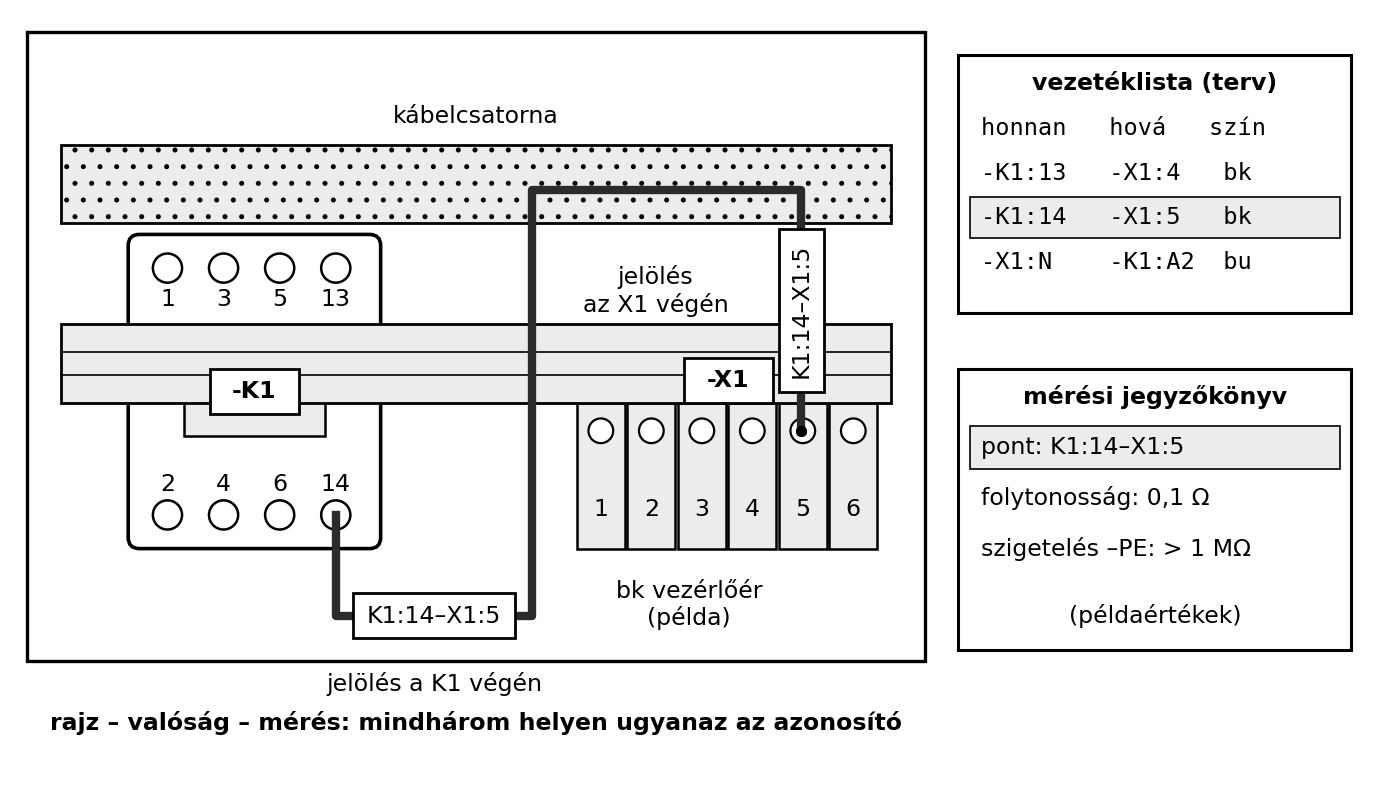 kábelcsatorna
1 3 5 13
jelölés
az X1 végén
K1:14–X1:5
-K1
-X1
2 4 6 14
1 2 3 4 5 6
bk vezérlőér
(példa)
K1:14–X1:5
jelölés a K1 végén
rajz – valóság – mérés: mindhárom helyen ugyanaz az azonosító
vezetéklista (terv)
honnan hová szín
-K1:13 -X1:4 bk
-K1:14 -X1:5 bk
-X1:N -K1:A2 bu
mérési jegyzőkönyv
pont: K1:14–X1:5
folytonosság: 0,1 Ω
szigetelés –PE: > 1 MΩ
(példaértékek)